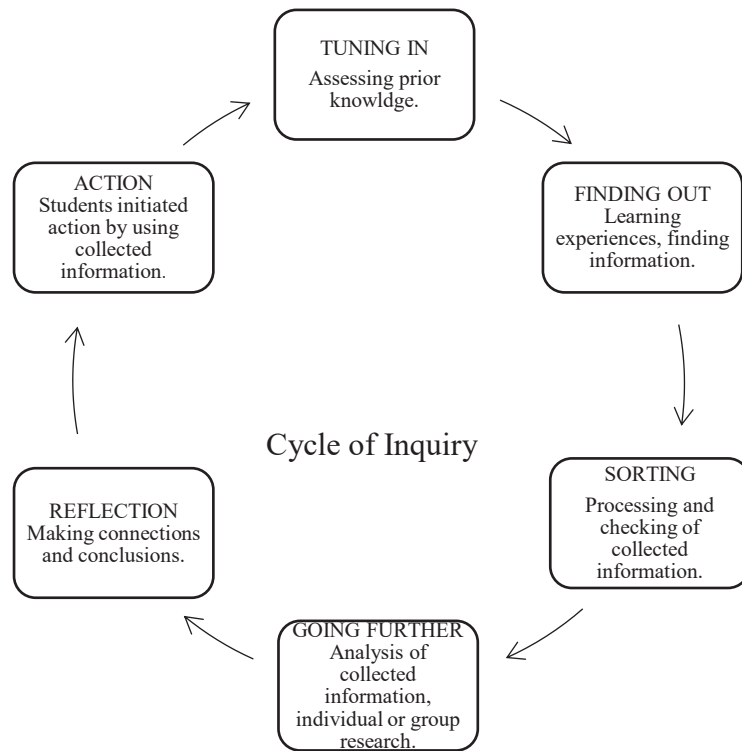 TUNING IN
Assessing prior
knowldge.
FINDING OUT
Learning
experiences, finding
information.
SORTING
Processing and
checking of
collected
information.
GOING FURTHER
Analysis of
collected
information,
individual or group
research.
REFLECTION
Making connections
and conclusions.
ACTION
Students initiated
action by using
collected
information.
Cycle of Inquiry